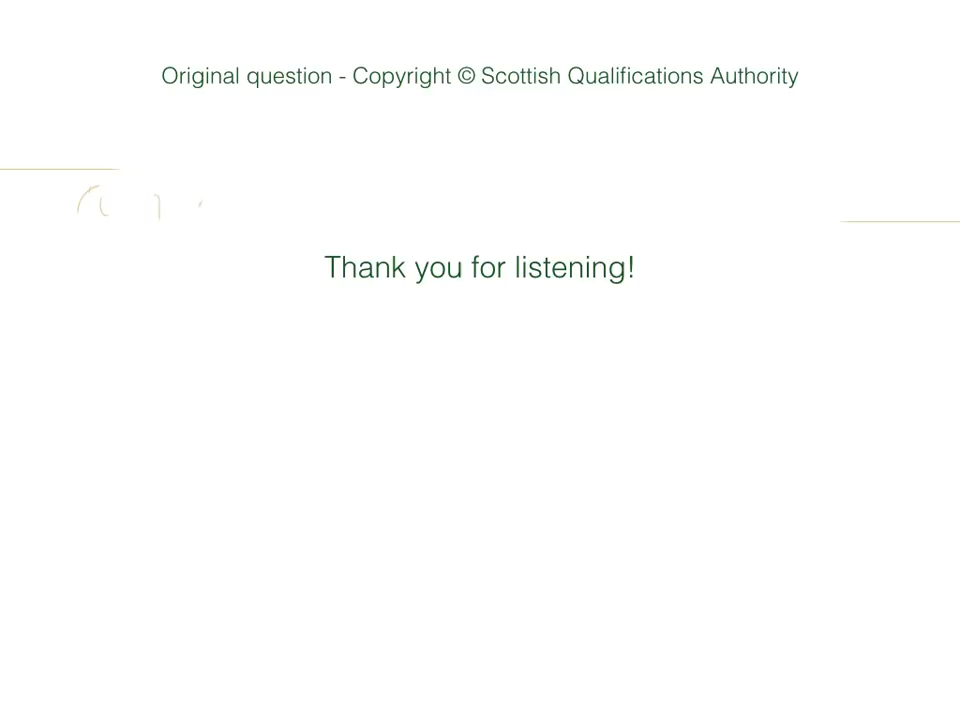 Original question - Copyright © Scottish Qualifications Authority
Thank you for listening!